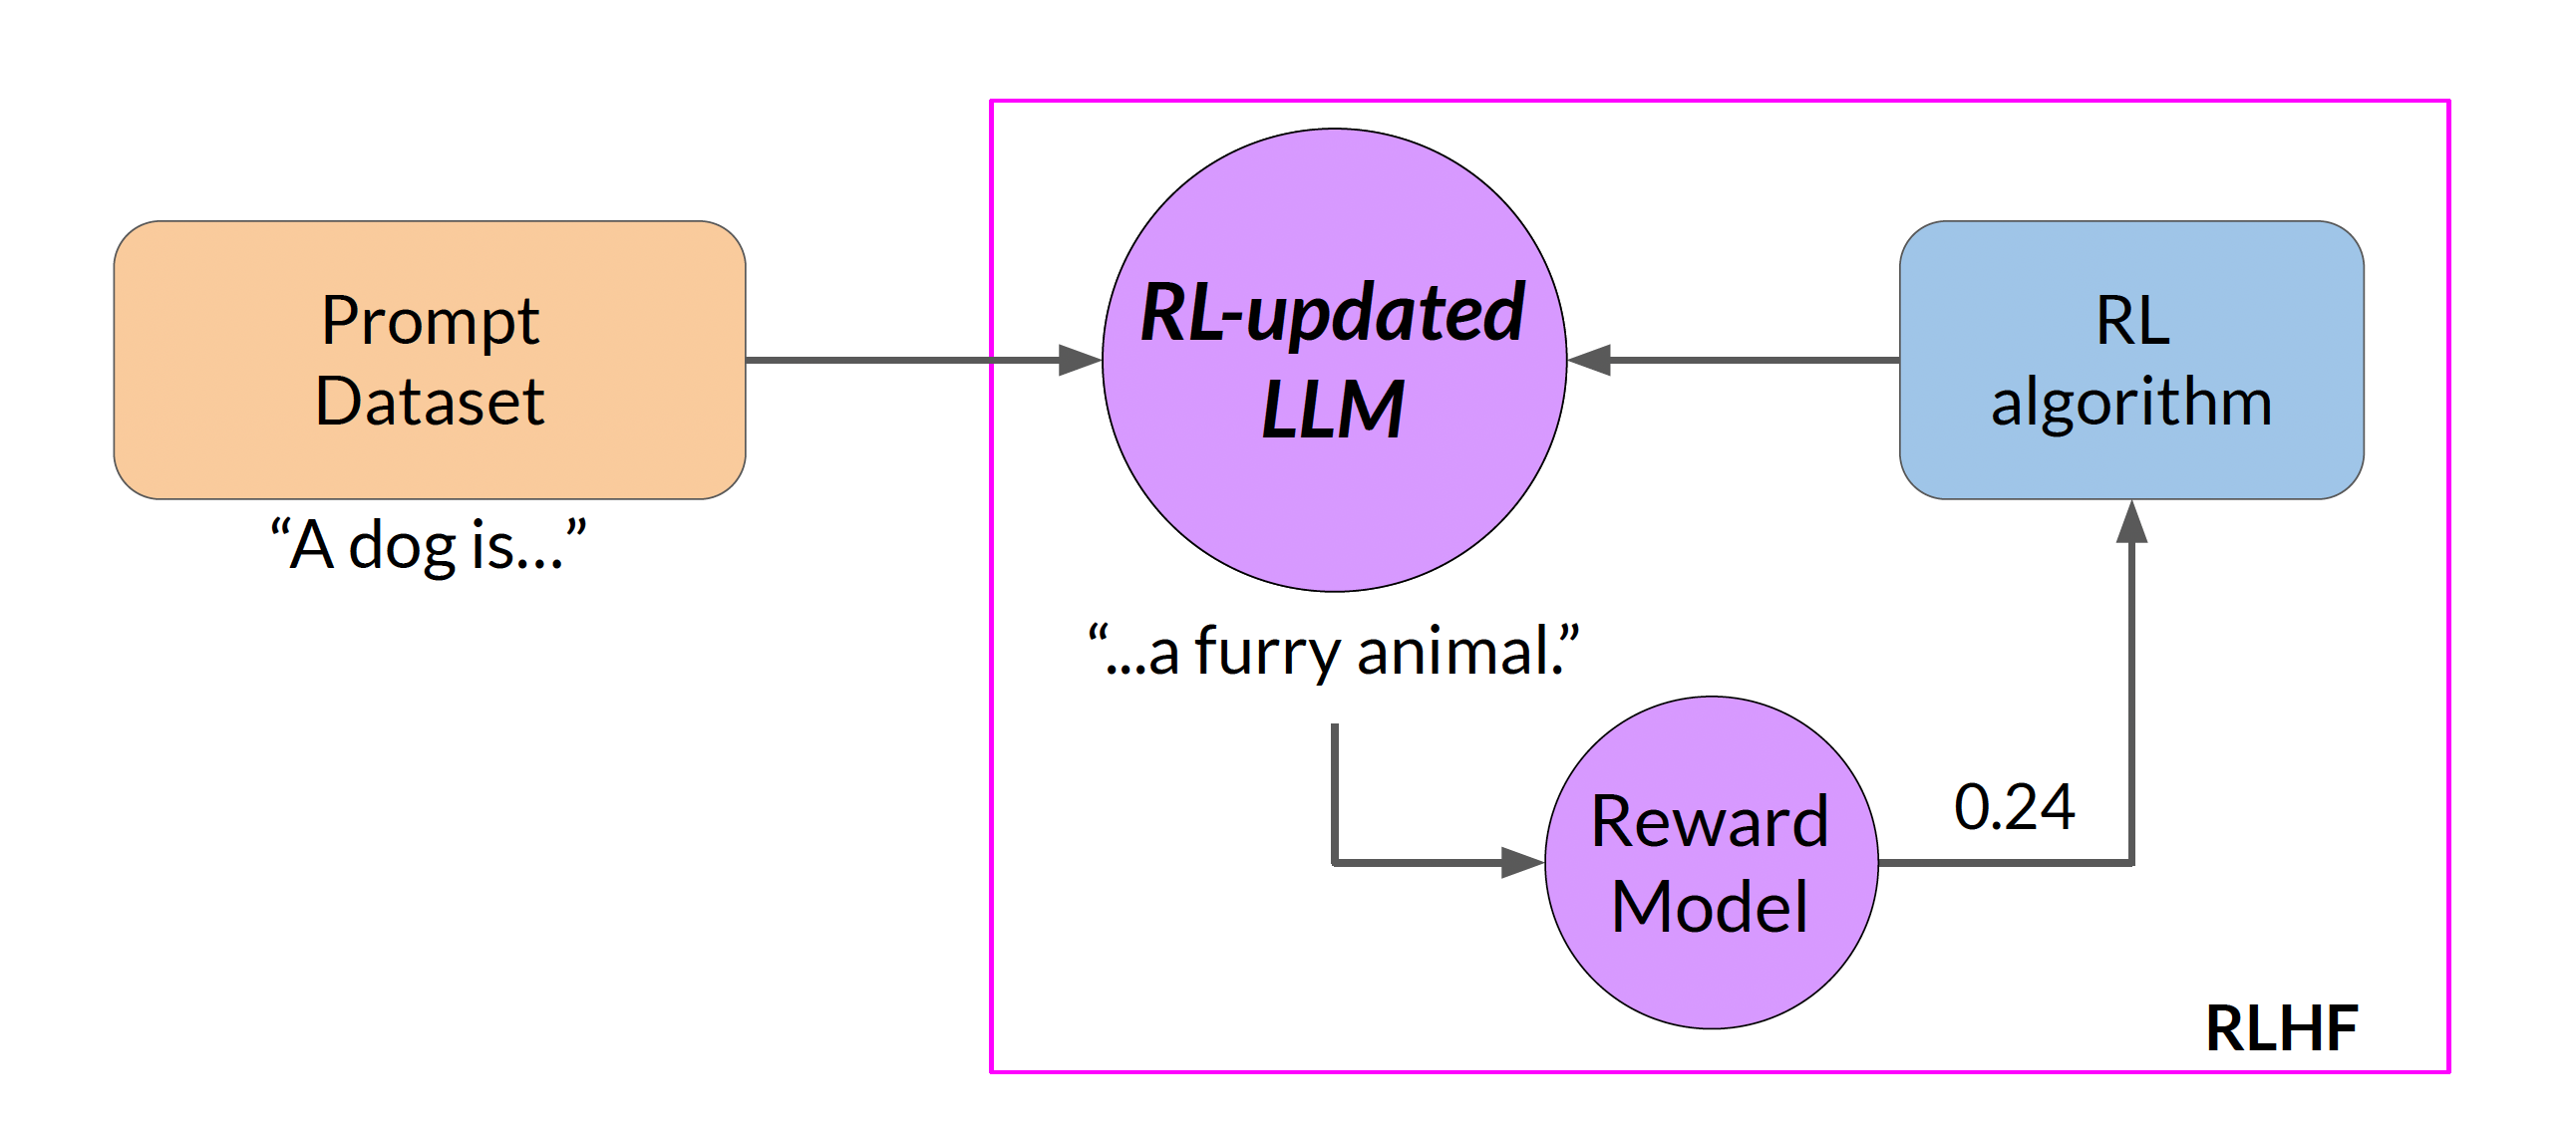 Prompt
Dataset
“A dog is...”
RL-updated
LLM
“...a furry animal.”
RL
algorithm
Reward
Model
0.24
RLHF